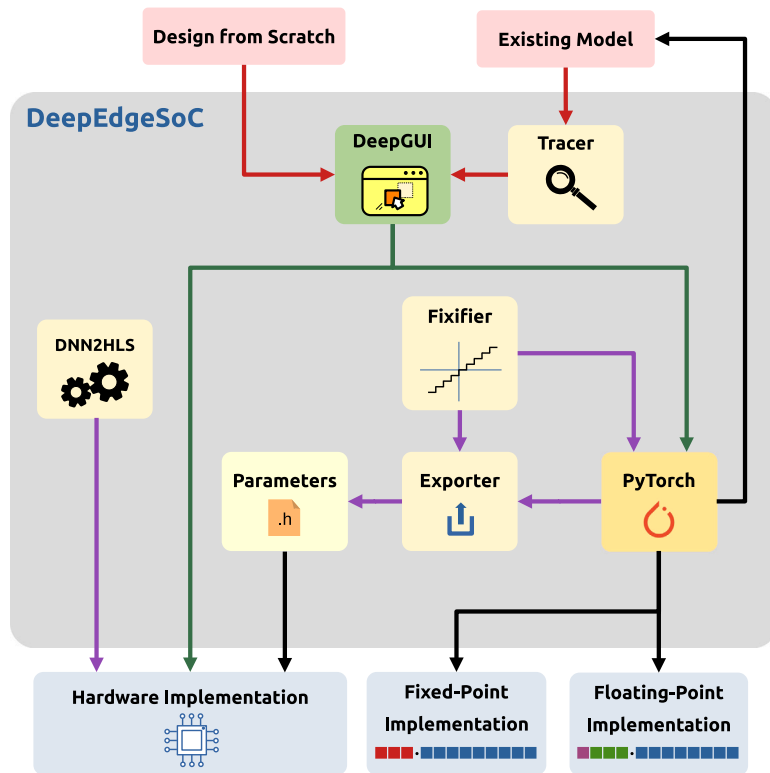 Design from Scratch
Existing Model
DeepEdgeSoC
DeepGUI
Tracer
DNN2HLS
Fixifier
Parameters
.h
Exporter
PyTorch
Hardware Implementation
Fixed-Point
Implementation
Floating-Point
Implementation